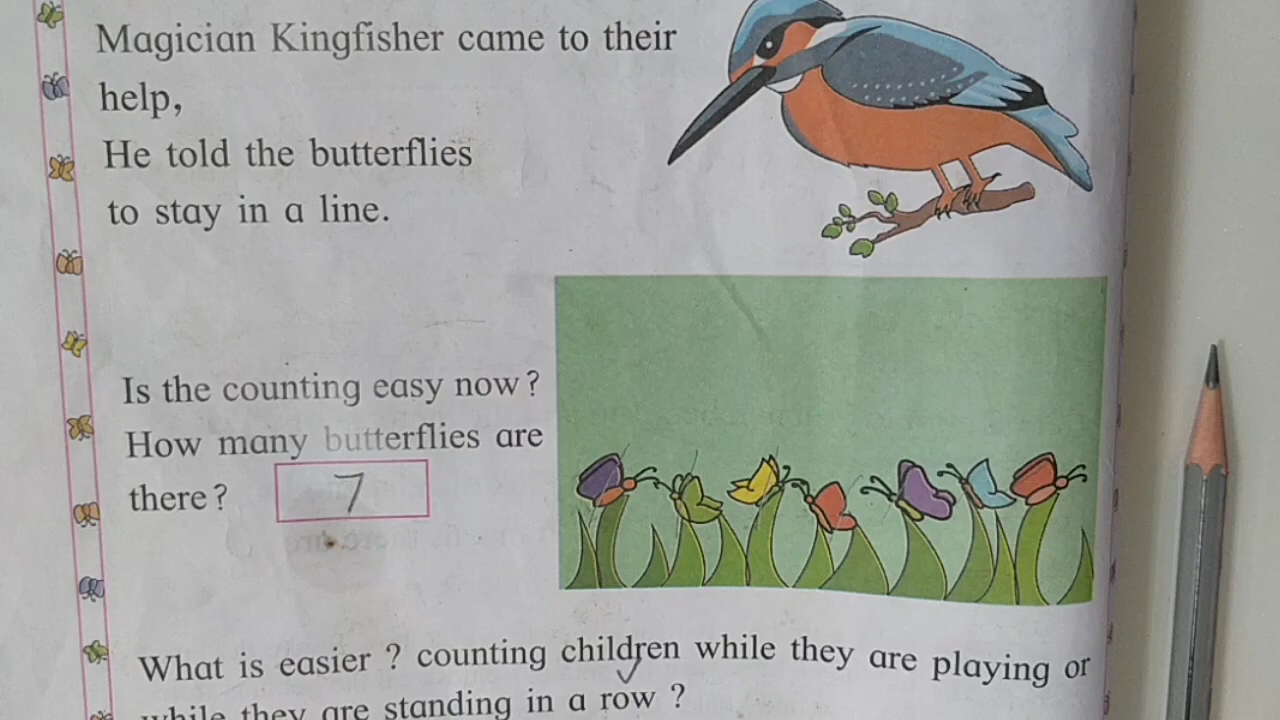 Magician Kingfisher came to their
help,
He told the butterflies
to stay in a line.
Is the counting easy now?
How many butterflies are
there? 7
What is easier ? counting children while they are playing or
while they are standing in a row ?